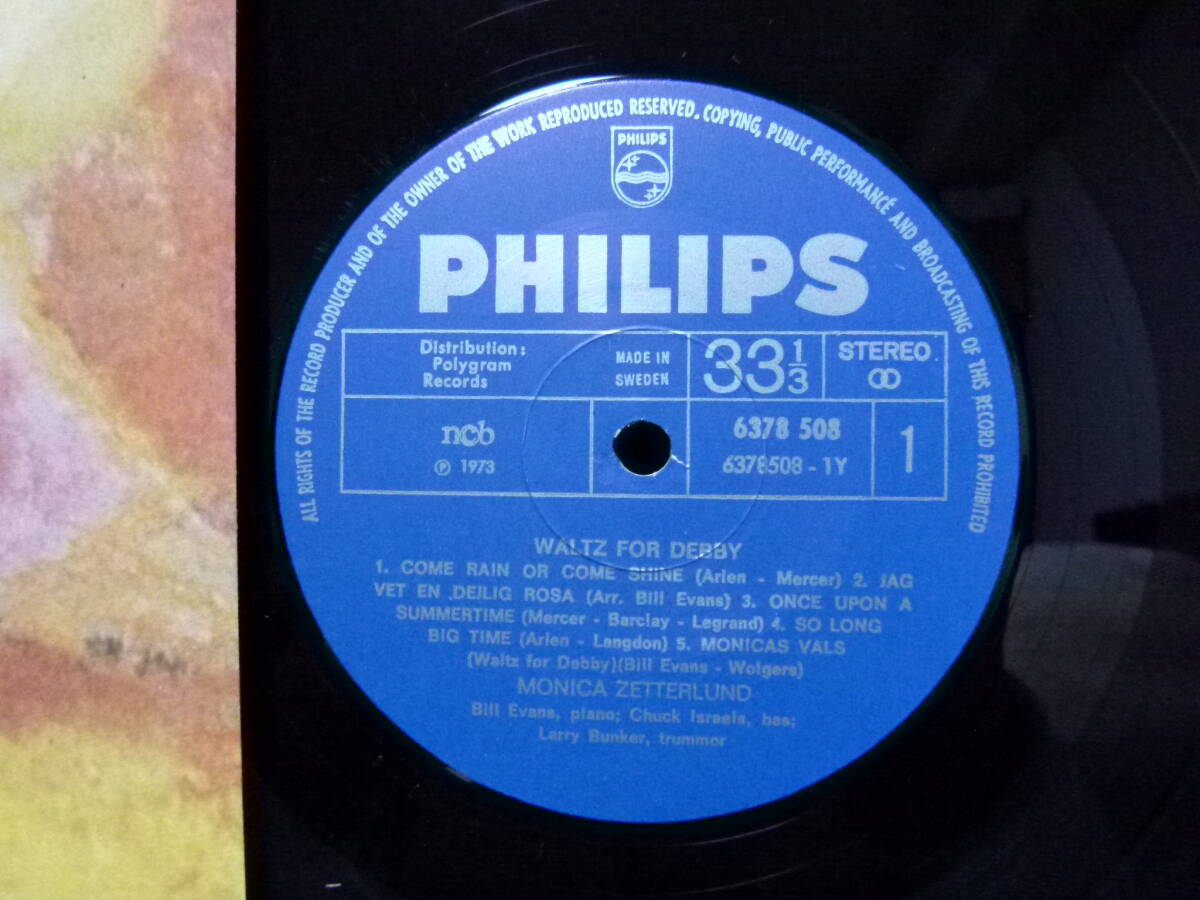 ALL RIGHTS OF THE RECORD PRODUCER AND OF THE OWNER OF THE WORK REPRODUCED RESERVED. COPYING, PUBLIC PERFORMANCE AND BROADCASTING OF THIS RECORD PROHIBITED
PHILIPS
PHILIPS
Distribution:
Polygram
Records
MADE IN
SWEDEN
33 1/3
STEREO
ncb
℗ 1973
6378 508
6378508 - 1Y
1
WALTZ FOR DEBBY
1. COME RAIN OR COME SHINE (Arlen - Mercer) 2. JAG
VET EN DEILIG ROSA (Arr. Bill Evans) 3. ONCE UPON A
SUMMERTIME (Mercer - Barclay - Legrand) 4. SO LONG
BIG TIME (Arlen - Langdon) 5. MONICAS VALS
(Waltz for Debby)(Bill Evans - Wolgers)
MONICA ZETTERLUND
Bill Evans, piano; Chuck Israels, bas;
Larry Bunker, trummor